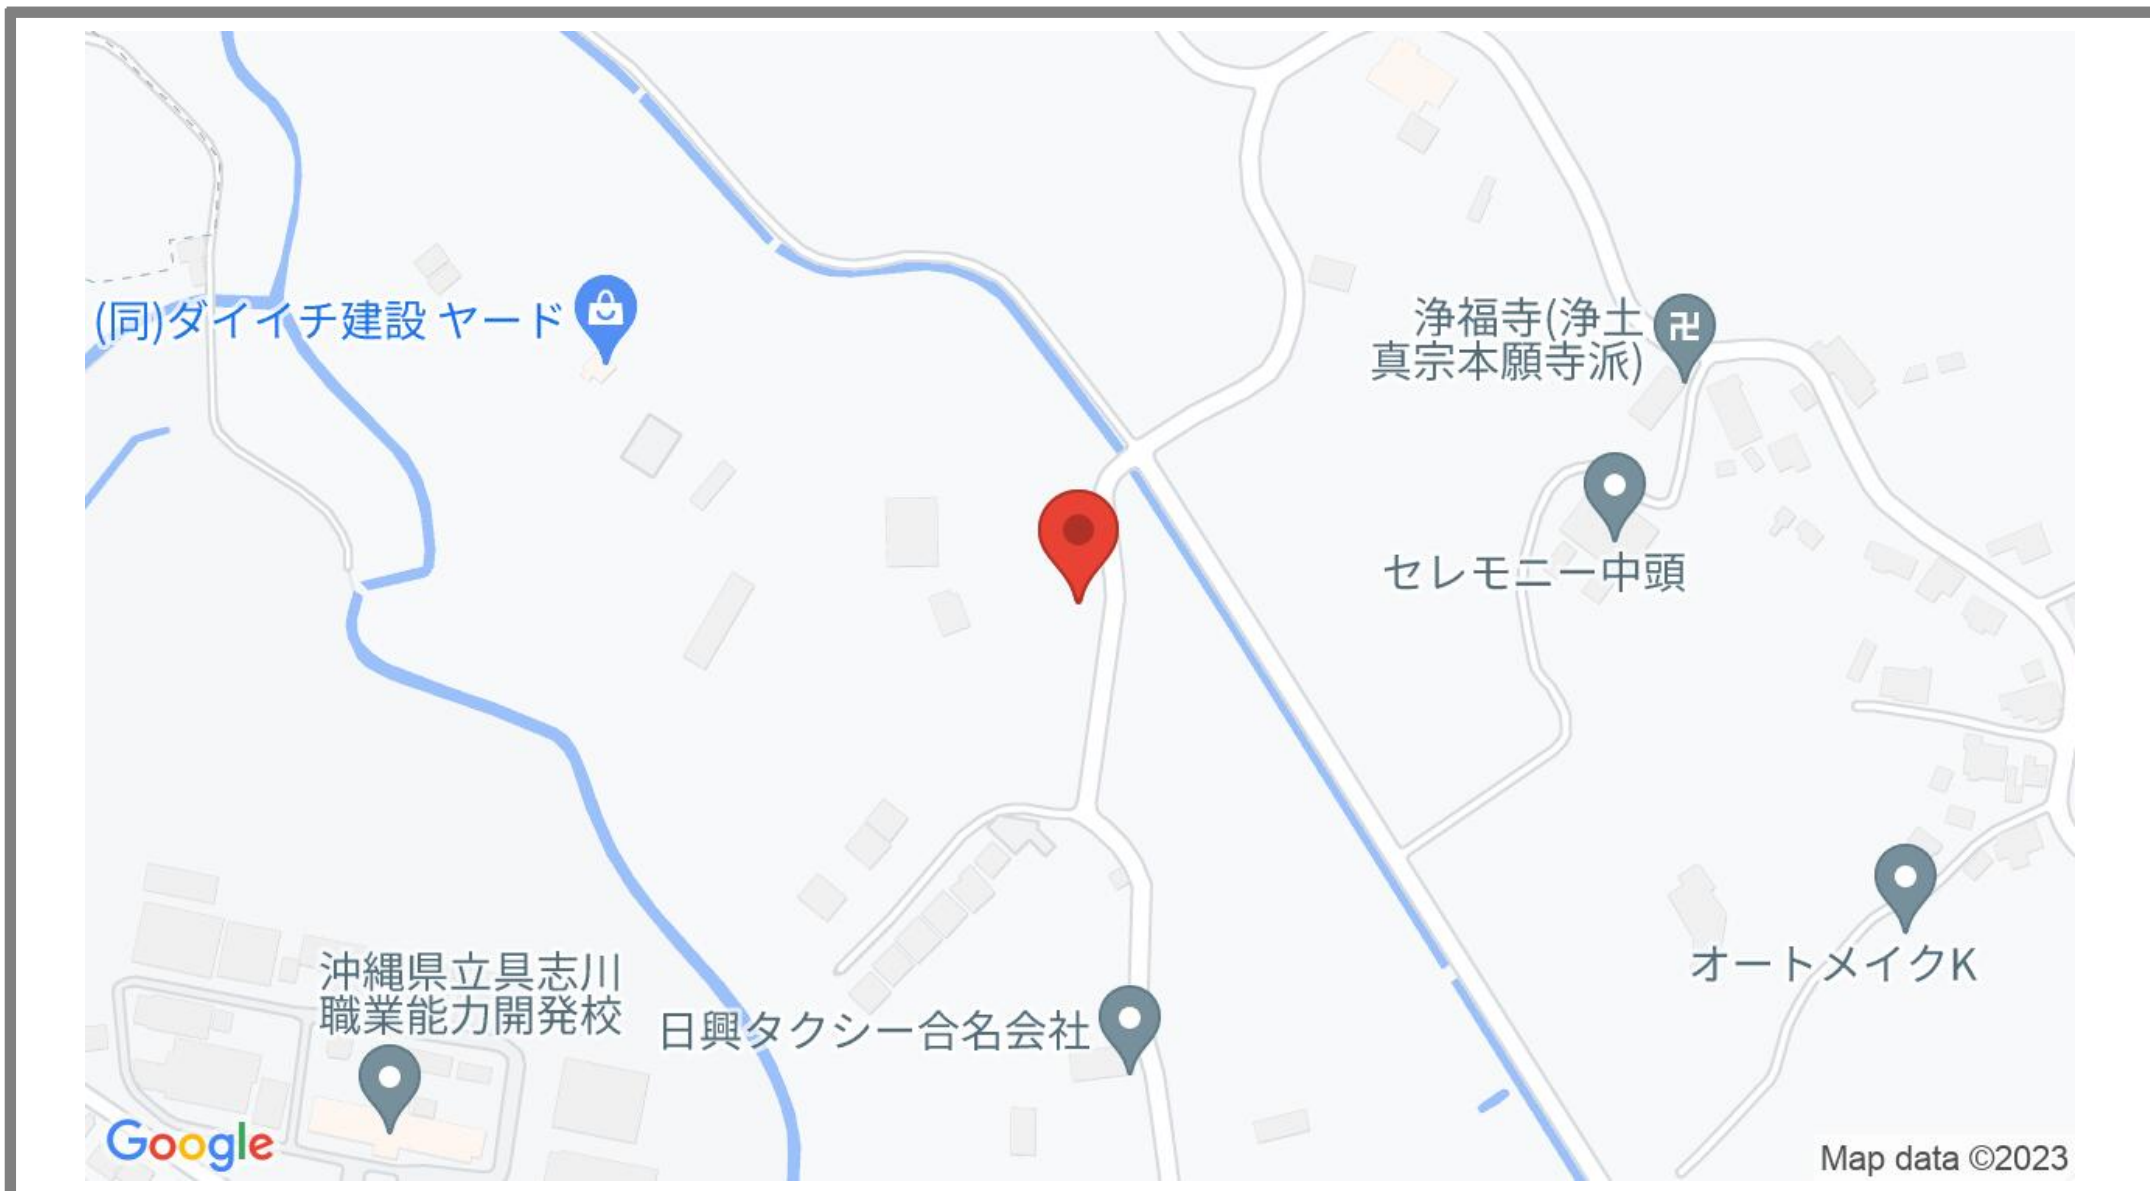 (同)ダイイチ建設 ヤード
浄福寺(浄土
真宗本願寺派)
卍
セレモニー中頭
オートメイクK
沖縄県立具志川
職業能力開発校
日興タクシー合名会社
Google
Map data ©2023